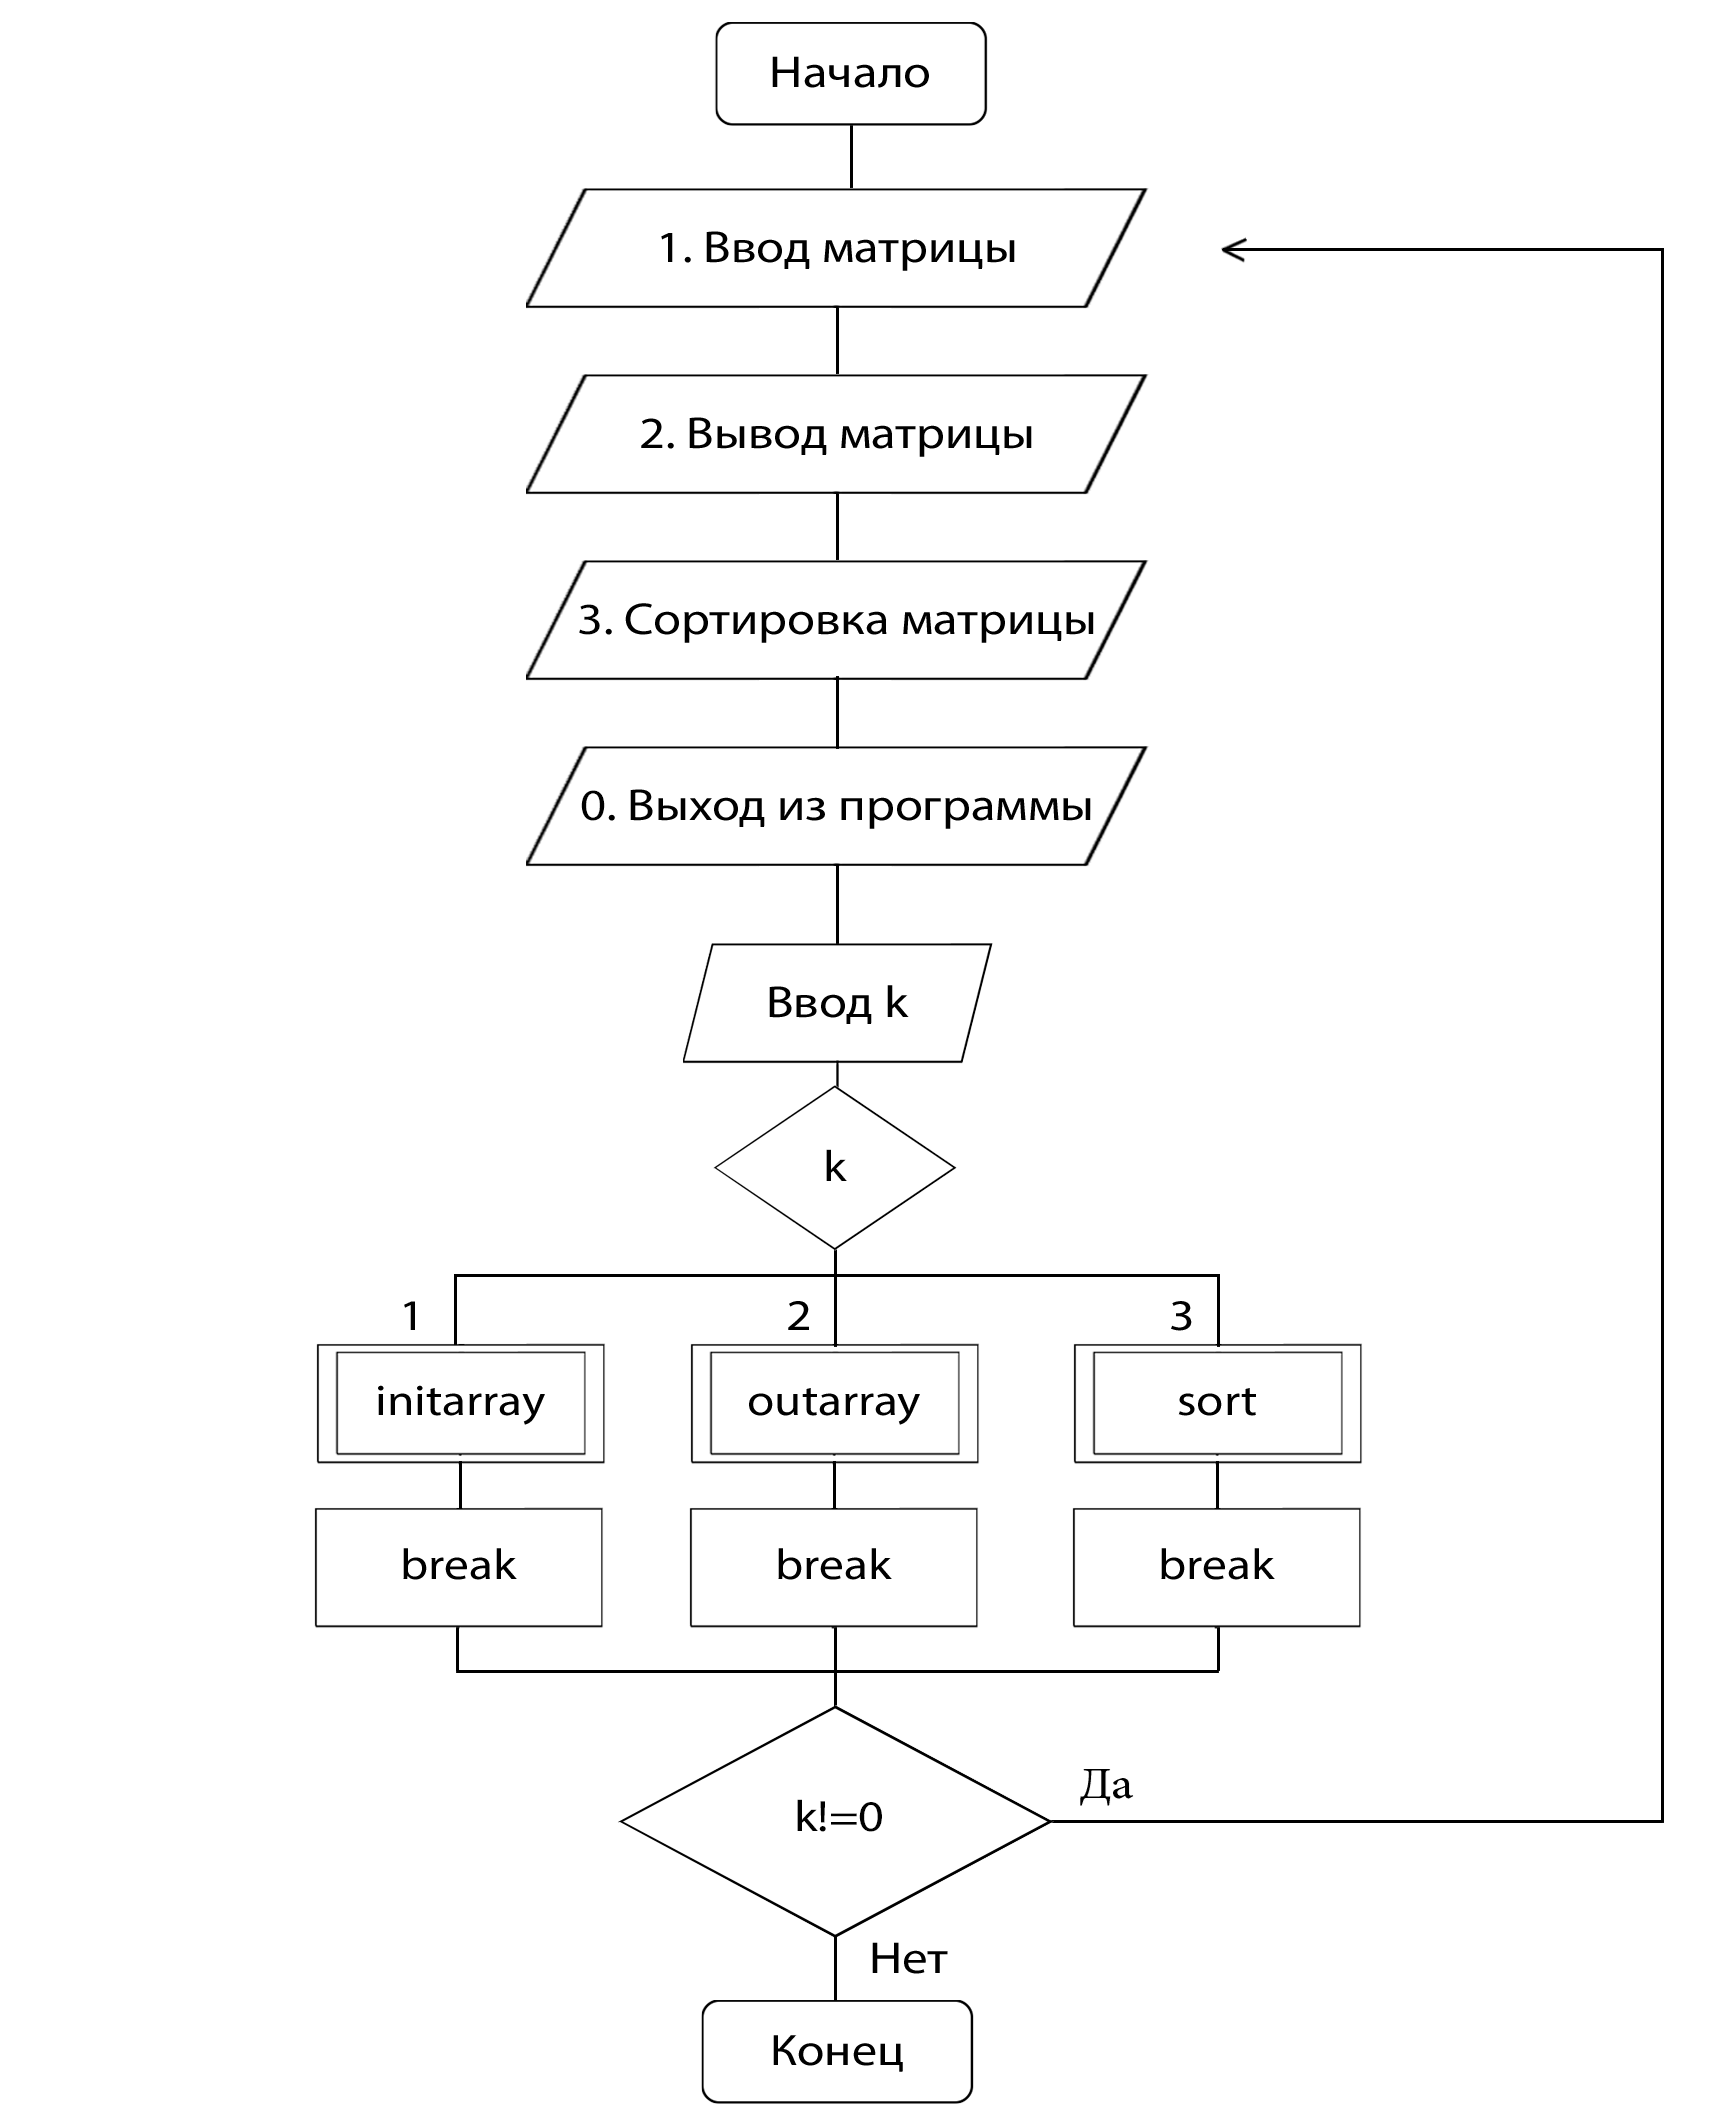 Начало
1. Ввод матрицы
2. Вывод матрицы
3. Сортировка матрицы
0. Выход из программы
Ввод k
k
1 2 3
initarray outarray sort
break break break
k!=0
Да
Нет
Конец